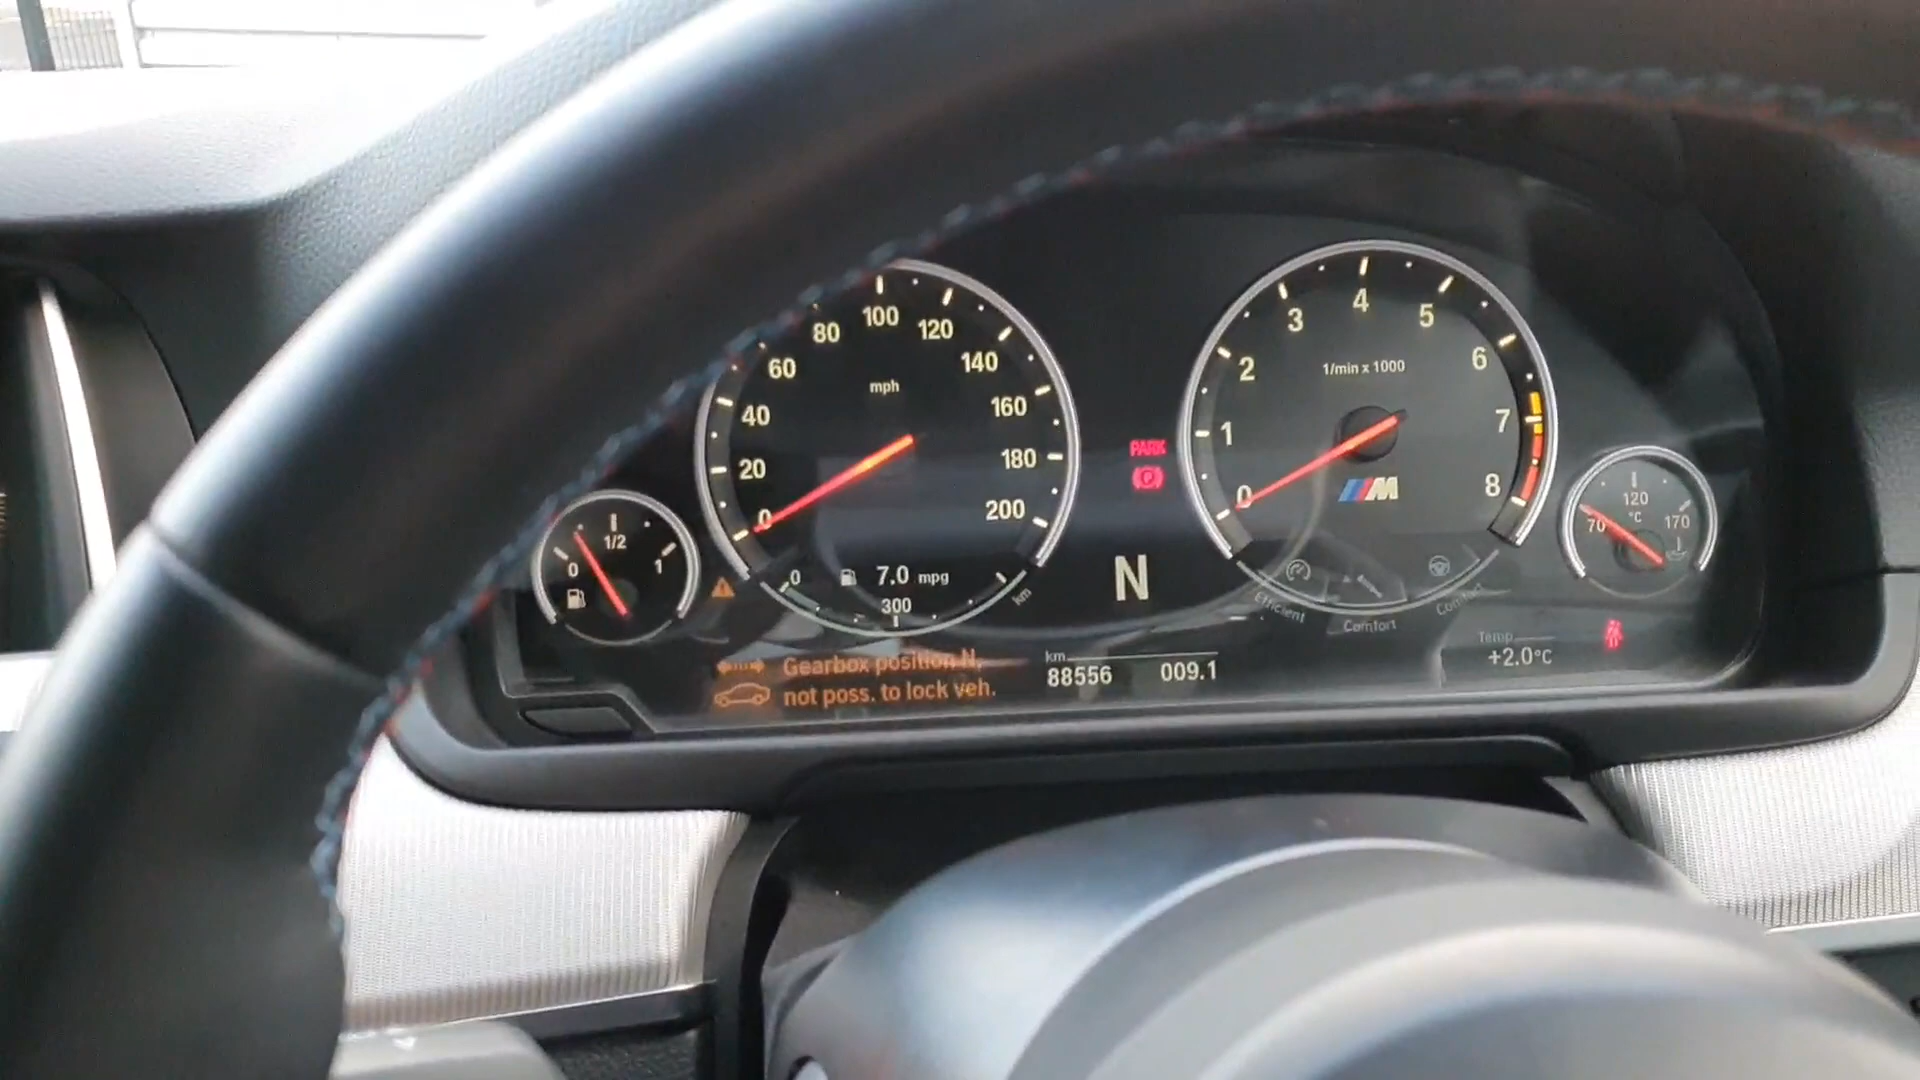 80 100 120
60 140
mph
40 160
20 180
0 200
0 7.0 mpg
300
km
0 1/2 1
PARK
P
N
3 4 5
2 6
1/min x 1000
1 7
0 8
M
Efficient Comfort Comfort
70 120 170
°C
Temp
+2.0°C
Gearbox position N,
not poss. to lock veh.
km
88556 009.1